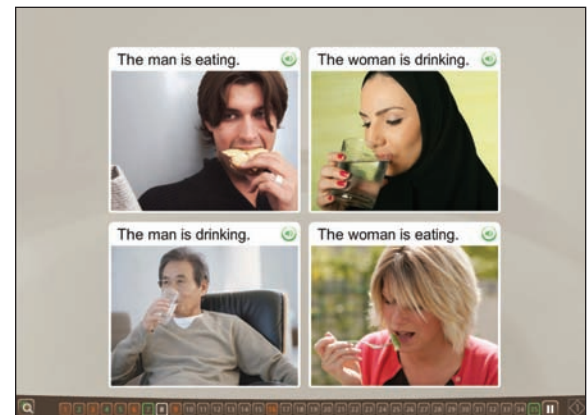 The man is eating.
The woman is drinking.
The man is drinking.
The woman is eating.